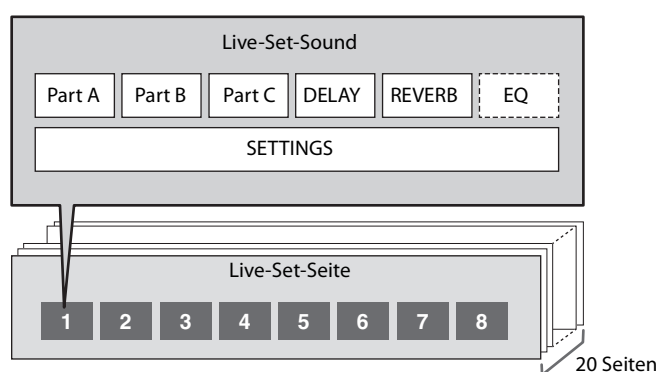 Live-Set-Sound
Part A Part B Part C DELAY REVERB EQ
SETTINGS
Live-Set-Seite
1 2 3 4 5 6 7 8
20 Seiten